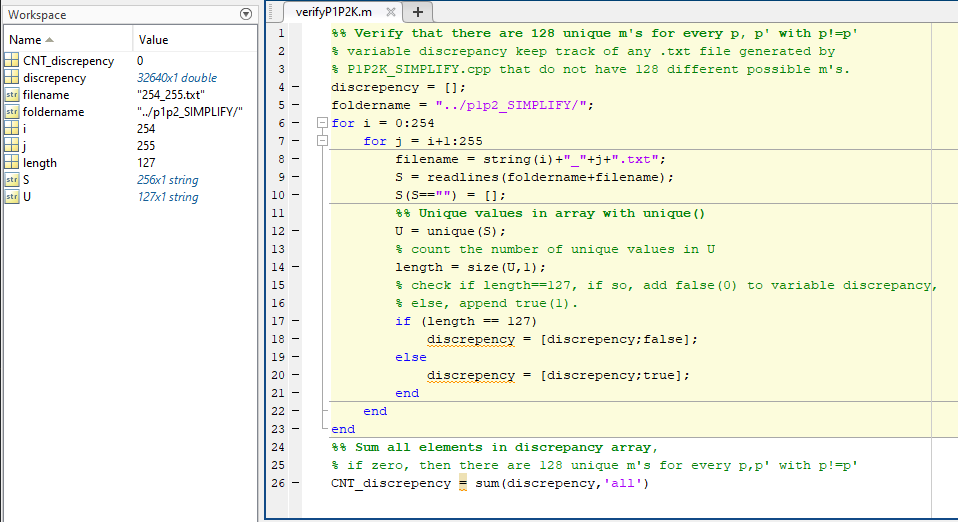 Workspace
Name Value
CNT_discrepency 0
discrepency 32640x1 double
filename "254_255.txt"
foldername "../p1p2_SIMPLIFY/"
i 254
j 255
length 127
S 256x1 string
U 127x1 string
verifyP1P2K.m
1 %% Verify that there are 128 unique m's for every p, p' with p!=p'
2 % variable discrepancy keep track of any .txt file generated by
3 % P1P2K_SIMPLIFY.cpp that do not have 128 different possible m's.
4 discrepency = [];
5 foldername = "../p1p2_SIMPLIFY/";
6 for i = 0:254
7 for j = i+1:255
8 filename = string(i)+"_"+j+".txt";
9 S = readlines(foldername+filename);
10 S(S=="") = [];
11 %% Unique values in array with unique()
12 U = unique(S);
13 % count the number of unique values in U
14 length = size(U,1);
15 % check if length==127, if so, add false(0) to variable discrepancy,
16 % else, append true(1).
17 if (length == 127)
18 discrepency = [discrepency;false];
19 else
20 discrepency = [discrepency;true];
21 end
22 end
23 end
24 %% Sum all elements in discrepancy array,
25 % if zero, then there are 128 unique m's for every p,p' with p!=p'
26 CNT_discrepency = sum(discrepency,'all')